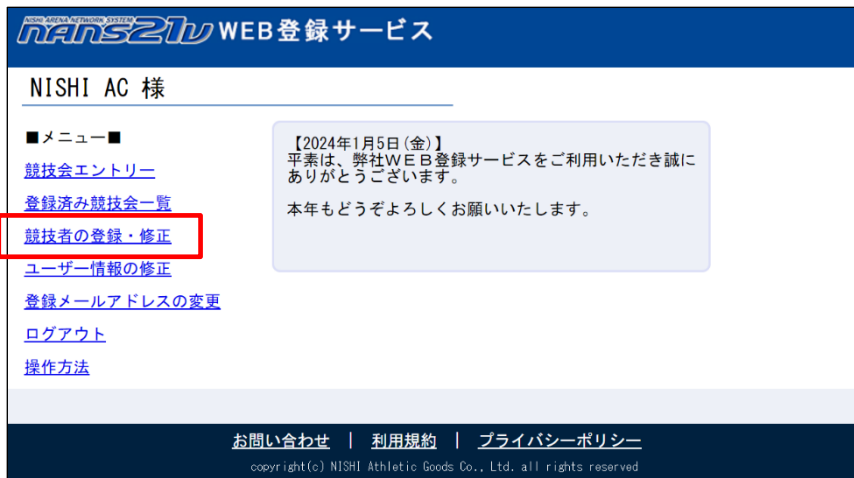 NISHI ARENA NETWORK SYSTEM
nans21V WEB登録サービス
NISHI AC 様
■メニュー■
競技会エントリー
登録済み競技会一覧
競技者の登録・修正
ユーザー情報の修正
登録メールアドレスの変更
ログアウト
操作方法
【2024年1月5日(金)】
平素は、弊社ＷＥＢ登録サービスをご利用いただき誠に
ありがとうございます。
本年もどうぞよろしくお願いいたします。
お問い合わせ | 利用規約 | プライバシーポリシー
copyright(c) NISHI Athletic Goods Co., Ltd. all rights reserved